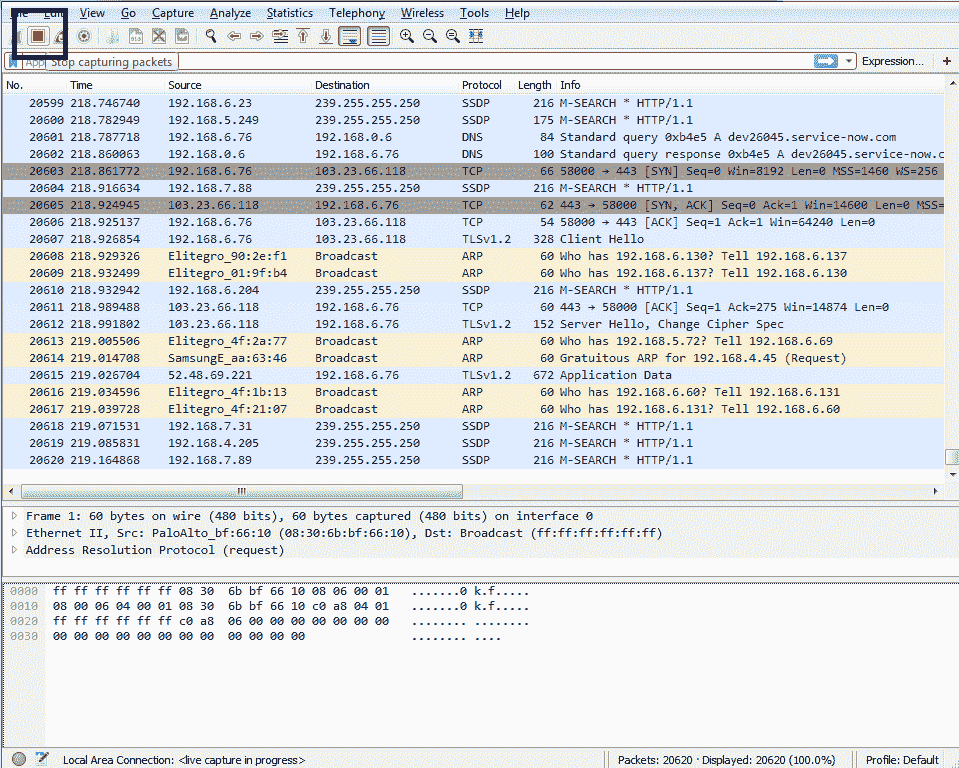 View Go Capture Analyze Statistics Telephony Wireless Tools Help
App Stop capturing packets Expression... +
No. Time Source Destination Protocol Length Info
20599 218.746740 192.168.6.23 239.255.255.250 SSDP 216 M-SEARCH * HTTP/1.1
20600 218.782949 192.168.5.249 239.255.255.250 SSDP 175 M-SEARCH * HTTP/1.1
20601 218.787718 192.168.6.76 192.168.0.6 DNS 84 Standard query 0xb4e5 A dev26045.service-now.com
20602 218.860063 192.168.0.6 192.168.6.76 DNS 100 Standard query response 0xb4e5 A dev26045.service-now.c
20603 218.861772 192.168.6.76 103.23.66.118 TCP 66 58000 → 443 [SYN] Seq=0 Win=8192 Len=0 MSS=1460 WS=256
20604 218.916634 192.168.7.88 239.255.255.250 SSDP 216 M-SEARCH * HTTP/1.1
20605 218.924945 103.23.66.118 192.168.6.76 TCP 62 443 → 58000 [SYN, ACK] Seq=0 Ack=1 Win=14600 Len=0 MSS=
20606 218.925137 192.168.6.76 103.23.66.118 TCP 54 58000 → 443 [ACK] Seq=1 Ack=1 Win=64240 Len=0
20607 218.926854 192.168.6.76 103.23.66.118 TLSv1.2 328 Client Hello
20608 218.929326 Elitegro_90:2e:f1 Broadcast ARP 60 Who has 192.168.6.130? Tell 192.168.6.137
20609 218.932499 Elitegro_01:9f:b4 Broadcast ARP 60 Who has 192.168.6.137? Tell 192.168.6.130
20610 218.932942 192.168.6.204 239.255.255.250 SSDP 216 M-SEARCH * HTTP/1.1
20611 218.989488 103.23.66.118 192.168.6.76 TCP 60 443 → 58000 [ACK] Seq=1 Ack=275 Win=14874 Len=0
20612 218.991802 103.23.66.118 192.168.6.76 TLSv1.2 152 Server Hello, Change Cipher Spec
20613 219.005506 Elitegro_4f:2a:77 Broadcast ARP 60 Who has 192.168.5.72? Tell 192.168.6.69
20614 219.014708 SamsungE_aa:63:46 Broadcast ARP 60 Gratuitous ARP for 192.168.4.45 (Request)
20615 219.026704 52.48.69.221 192.168.6.76 TLSv1.2 672 Application Data
20616 219.034596 Elitegro_4f:1b:13 Broadcast ARP 60 Who has 192.168.6.60? Tell 192.168.6.131
20617 219.039728 Elitegro_4f:21:07 Broadcast ARP 60 Who has 192.168.6.131? Tell 192.168.6.60
20618 219.071531 192.168.7.31 239.255.255.250 SSDP 216 M-SEARCH * HTTP/1.1
20619 219.085831 192.168.4.205 239.255.255.250 SSDP 216 M-SEARCH * HTTP/1.1
20620 219.164868 192.168.7.89 239.255.255.250 SSDP 216 M-SEARCH * HTTP/1.1
Frame 1: 60 bytes on wire (480 bits), 60 bytes captured (480 bits) on interface 0
Ethernet II, Src: PaloAlto_bf:66:10 (08:30:6b:bf:66:10), Dst: Broadcast (ff:ff:ff:ff:ff:ff)
Address Resolution Protocol (request)
0000 ff ff ff ff ff ff 08 30 6b bf 66 10 08 06 00 01 .......0 k.f.....
0010 08 00 06 04 00 01 08 30 6b bf 66 10 c0 a8 04 01 .......0 k.f.....
0020 ff ff ff ff ff ff c0 a8 06 00 00 00 00 00 00 00 ........ ........
0030 00 00 00 00 00 00 00 00 00 00 00 00 ........ ....
Local Area Connection: <live capture in progress> Packets: 20620 · Displayed: 20620 (100.0%) Profile: Default